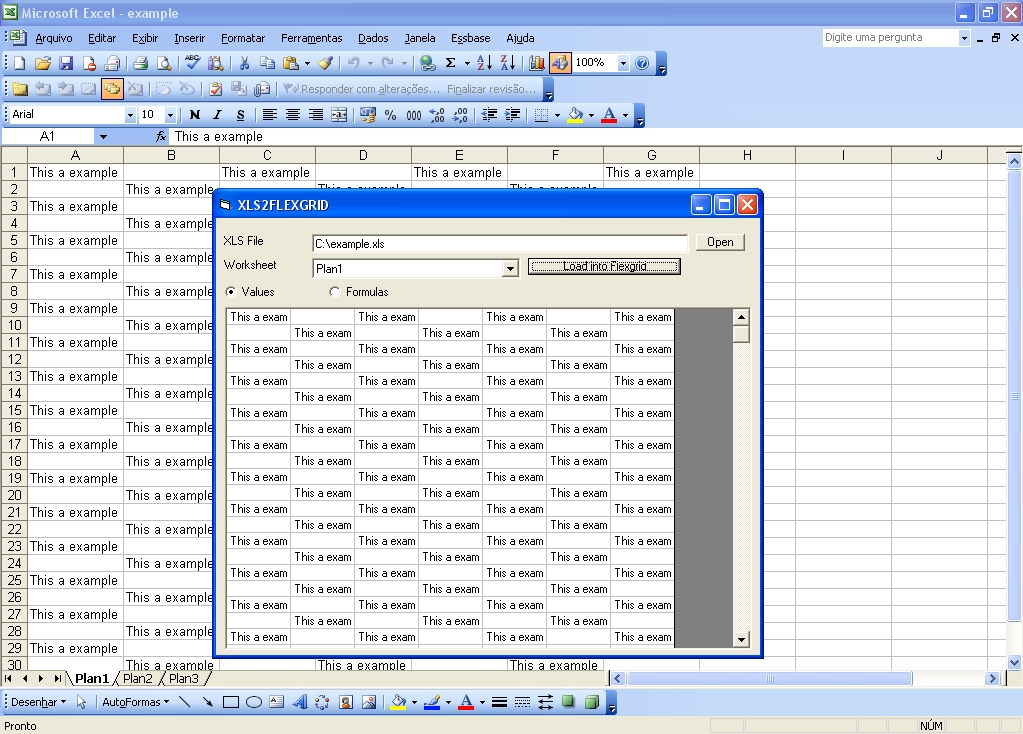 Microsoft Excel - example
Arquivo Editar Exibir Inserir Formatar Ferramentas Dados Janela Essbase Ajuda Digite uma pergunta
100%
Responder com alterações... Finalizar revisão...
Arial 10 N I S % 000
A1 fx This a example
A B C D E F G H I J
1 This a example This a example This a example This a example
2 This a example This a example This a example
3 This a example
4 This a example
5 This a example
6 This a example
7 This a example
8 This a example
9 This a example
10 This a example
11 This a example
12 This a example
13 This a example
14 This a example
15 This a example
16 This a example
17 This a example
18 This a example
19 This a example
20 This a example
21 This a example
22 This a example
23 This a example
24 This a example
25 This a example
26 This a example
27 This a example
28 This a example
29 This a example
30 This a example This a example This a example
XLS2FLEXGRID
XLS File C:\example.xls Open
Worksheet Plan1 Load into Flexgrid
Values Formulas
This a exam This a exam This a exam This a exam
This a exam This a exam This a exam
This a exam This a exam This a exam This a exam
This a exam This a exam This a exam
This a exam This a exam This a exam This a exam
This a exam This a exam This a exam
This a exam This a exam This a exam This a exam
This a exam This a exam This a exam
This a exam This a exam This a exam This a exam
This a exam This a exam This a exam
This a exam This a exam This a exam This a exam
This a exam This a exam This a exam
This a exam This a exam This a exam This a exam
This a exam This a exam This a exam
This a exam This a exam This a exam This a exam
This a exam This a exam This a exam
This a exam This a exam This a exam This a exam
This a exam This a exam This a exam
This a exam This a exam This a exam This a exam
This a exam This a exam This a exam
This a exam This a exam This a exam This a exam
Plan1 Plan2 Plan3
Desenhar AutoFormas
Pronto NÚM